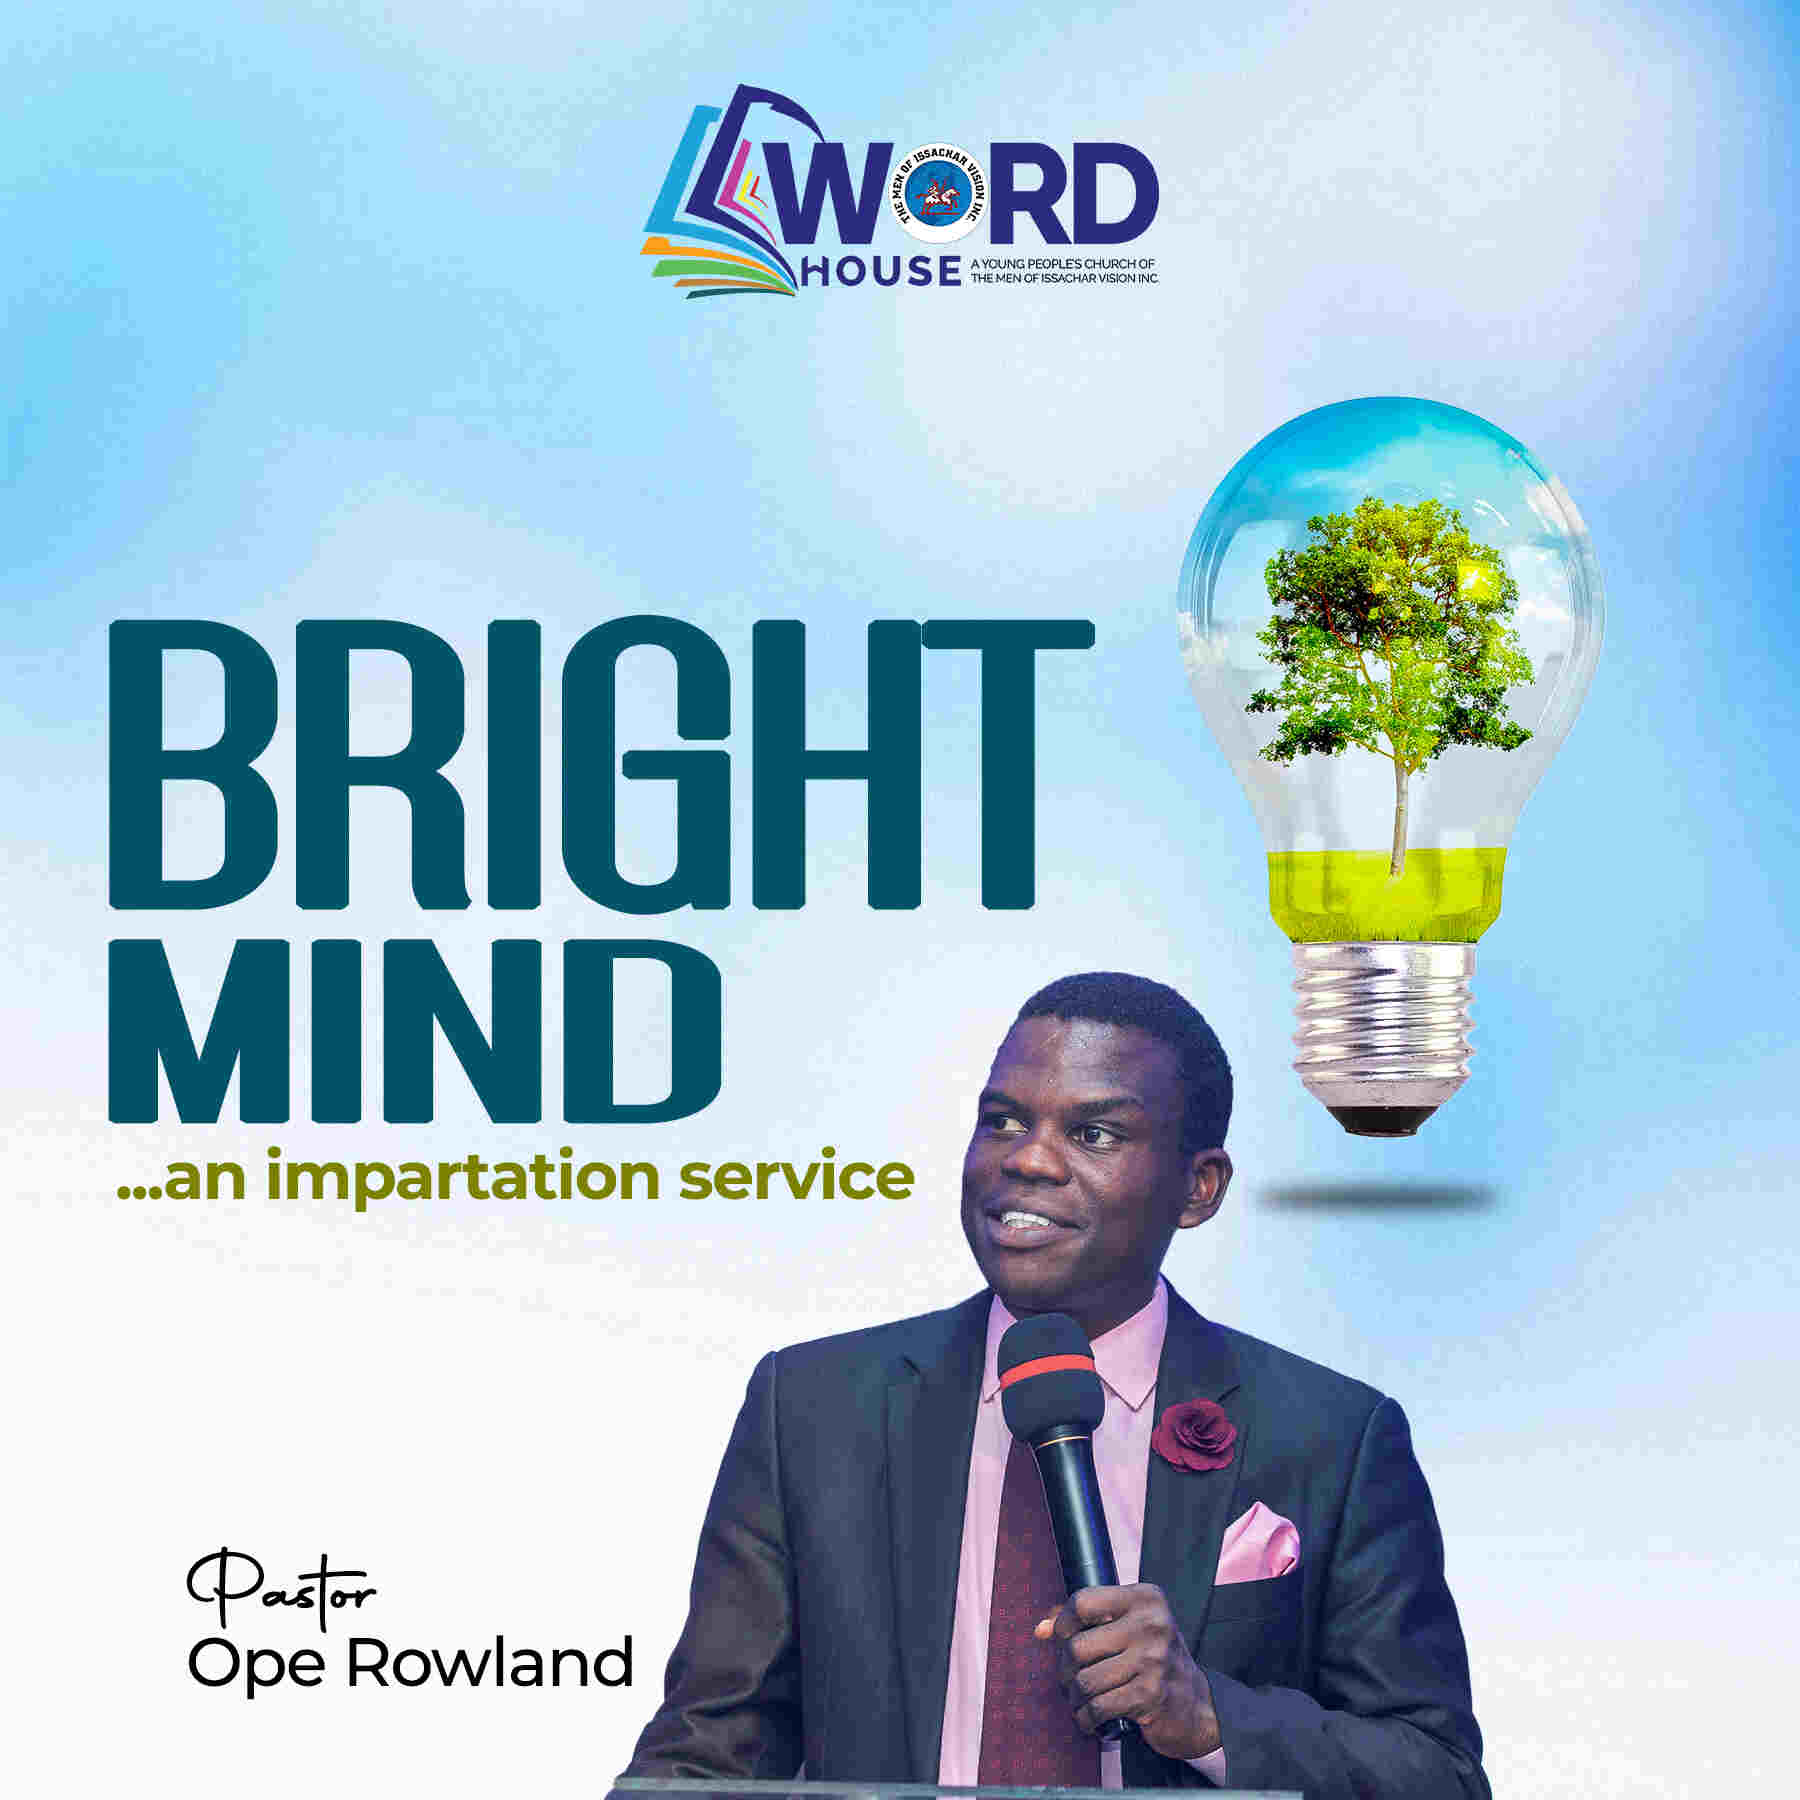 WORD
THE MEN OF ISSACHAR VISION INC.
HOUSE
A YOUNG PEOPLE'S CHURCH OF
THE MEN OF ISSACHAR VISION INC.
BRIGHT
MIND
...an impartation service
Pastor
Ope Rowland